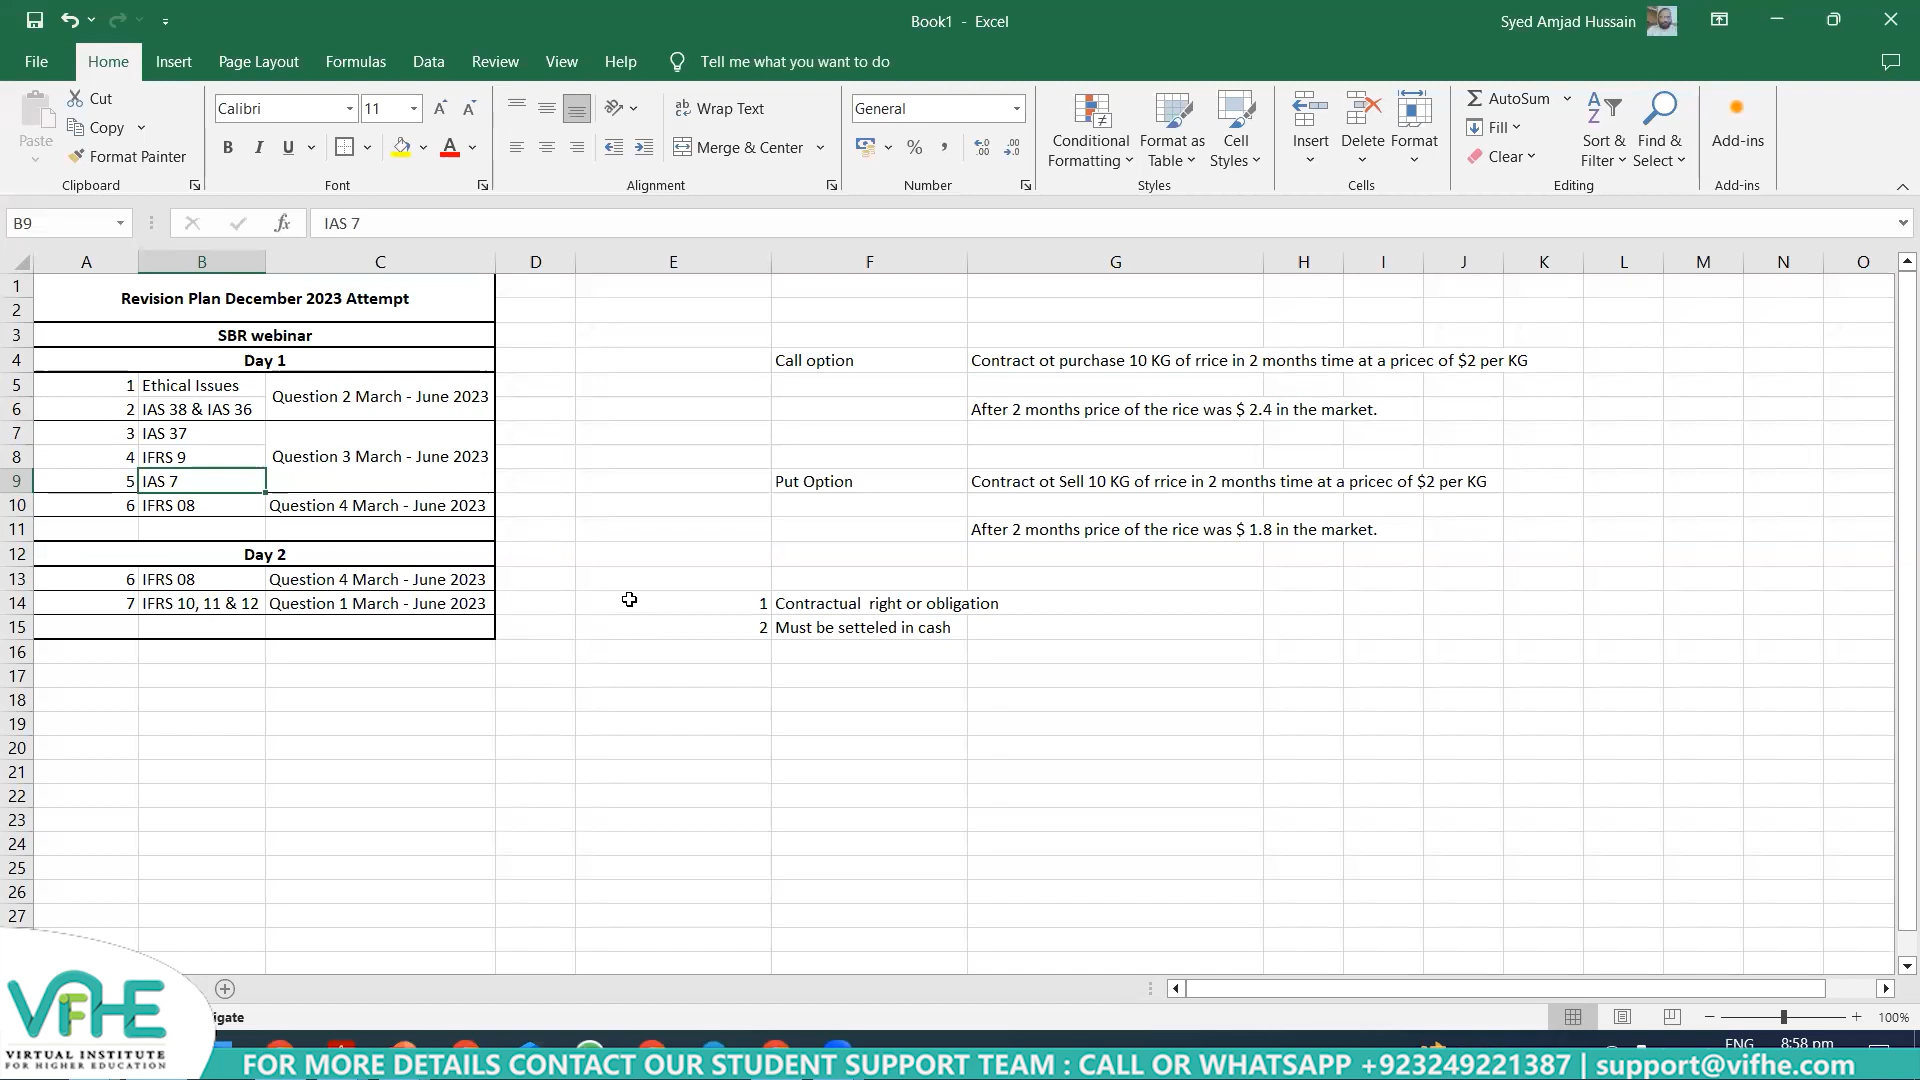 Book1 - Excel
Syed Amjad Hussain
File Home Insert Page Layout Formulas Data Review View Help Tell me what you want to do
Paste
Cut
Copy
Format Painter
Clipboard
Calibri 11
B I U
Font
Wrap Text
Merge & Center
Alignment
General
Number
Conditional Formatting
Format as Table
Cell Styles
Styles
Insert Delete Format
Cells
AutoSum
Fill
Clear
Sort & Filter
Find & Select
Editing
Add-ins
Add-ins
B9 fx IAS 7
A B C D E F G H I J K L M N O
1 Revision Plan December 2023 Attempt
2
3 SBR webinar
4 Day 1 Call option Contract ot purchase 10 KG of rrice in 2 months time at a pricec of $2 per KG
5 1 Ethical Issues Question 2 March - June 2023
6 2 IAS 38 & IAS 36 After 2 months price of the rice was $ 2.4 in the market.
7 3 IAS 37
8 4 IFRS 9 Question 3 March - June 2023
9 5 IAS 7 Put Option Contract ot Sell 10 KG of rrice in 2 months time at a pricec of $2 per KG
10 6 IFRS 08 Question 4 March - June 2023
11 After 2 months price of the rice was $ 1.8 in the market.
12 Day 2
13 6 IFRS 08 Question 4 March - June 2023
14 7 IFRS 10, 11 & 12 Question 1 March - June 2023 1 Contractual right or obligation
15 2 Must be setteled in cash
16
17
18
19
20
21
22
23
24
25
26
27
igate
100%
ENG 8:58 pm
VIFHE
VIRTUAL INSTITUTE
FOR HIGHER EDUCATION
FOR MORE DETAILS CONTACT OUR STUDENT SUPPORT TEAM : CALL OR WHATSAPP +923249221387 | support@vifhe.com